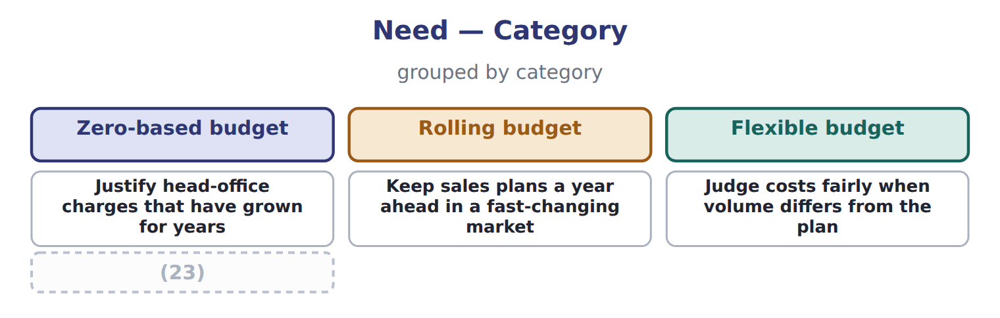 Need — Category
grouped by category
Zero-based budget
Rolling budget
Flexible budget
Justify head-office
charges that have grown
for years
Keep sales plans a year
ahead in a fast-changing
market
Judge costs fairly when
volume differs from the
plan
(23)